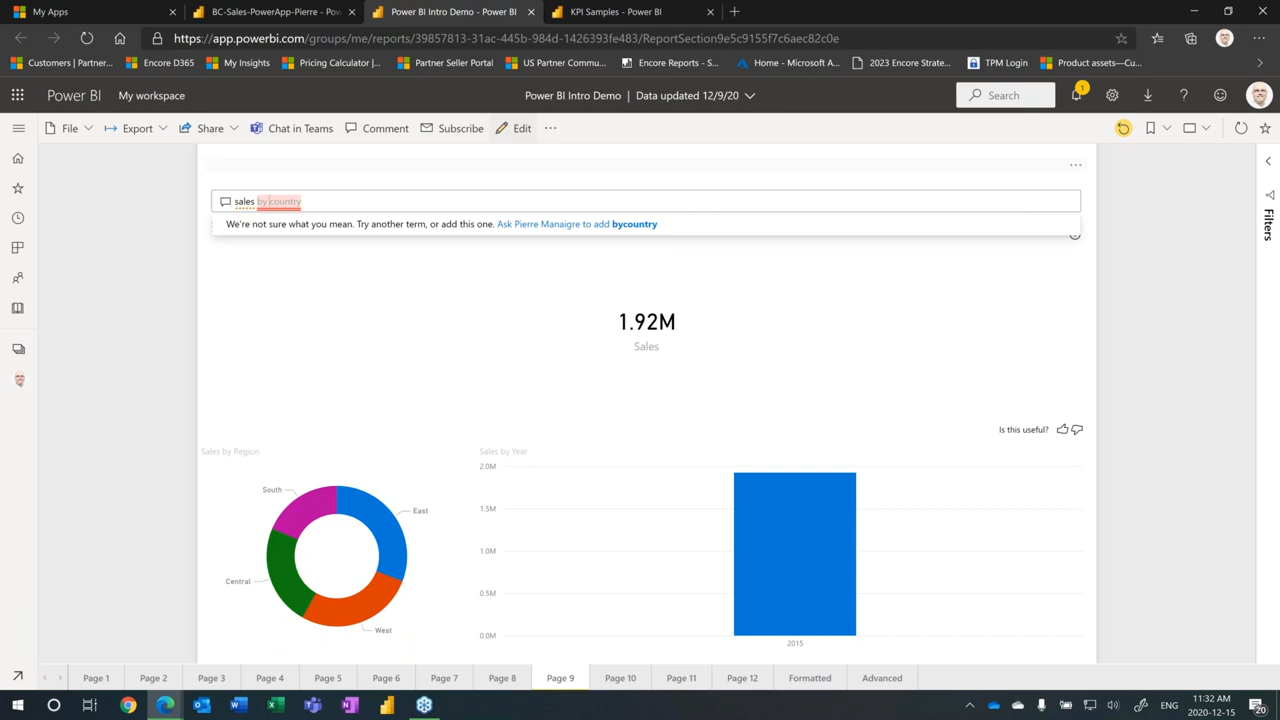 My Apps
BC-Sales-PowerApp-Pierre - Pow
Power BI Intro Demo - Power BI
KPI Samples - Power BI
https://app.powerbi.com/groups/me/reports/39857813-31ac-445b-984d-1426393fe483/ReportSection9e5c9155f7c6aec82c0e
Customers | Partner...
Encore D365
My Insights
Pricing Calculator |...
Partner Seller Portal
US Partner Commu...
Encore Reports - S...
Home - Microsoft A...
2023 Encore Strate...
TPM Login
Product assets—Cu...
Power BI
My workspace
Power BI Intro Demo | Data updated 12/9/20
Search
1
File
Export
Share
Chat in Teams
Comment
Subscribe
Edit
Filters
sales by country
We're not sure what you mean. Try another term, or add this one. Ask Pierre Manaigre to add bycountry
1.92M
Sales
Is this useful?
Sales by Region
South
East
Central
West
Sales by Year
2.0M
1.5M
1.0M
0.5M
0.0M
2015
Page 1
Page 2
Page 3
Page 4
Page 5
Page 6
Page 7
Page 8
Page 9
Page 10
Page 11
Page 12
Formatted
Advanced
ENG
11:32 AM
2020-12-15
20